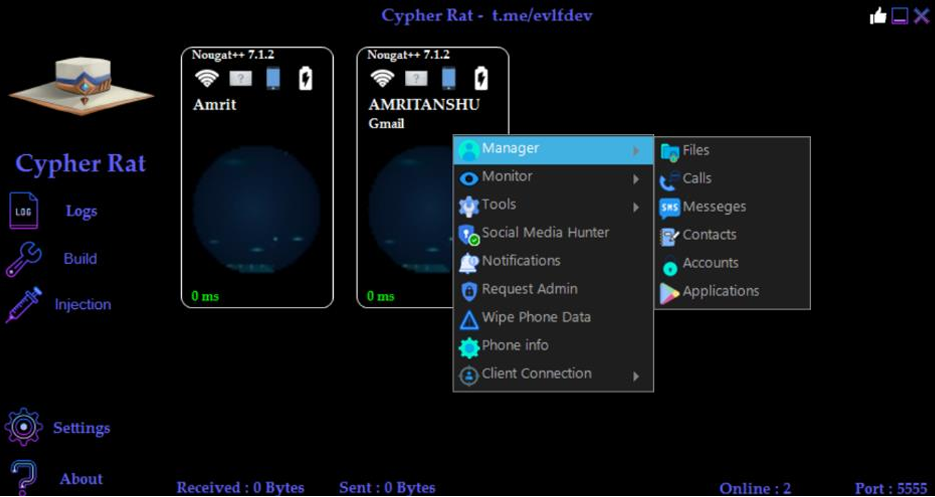 Cypher Rat - t.me/evlfdev
Nougat++ 7.1.2
Amrit
0 ms
Nougat++ 7.1.2
AMRITANSHU
Gmail
0 ms
Cypher Rat
LOG
Logs
Build
Injection
Settings
About
Manager
Monitor
Tools
Social Media Hunter
Notifications
Request Admin
Wipe Phone Data
Phone info
Client Connection
Files
Calls
SMS
Messeges
Contacts
Accounts
Applications
Received : 0 Bytes
Sent : 0 Bytes
Online : 2
Port : 5555